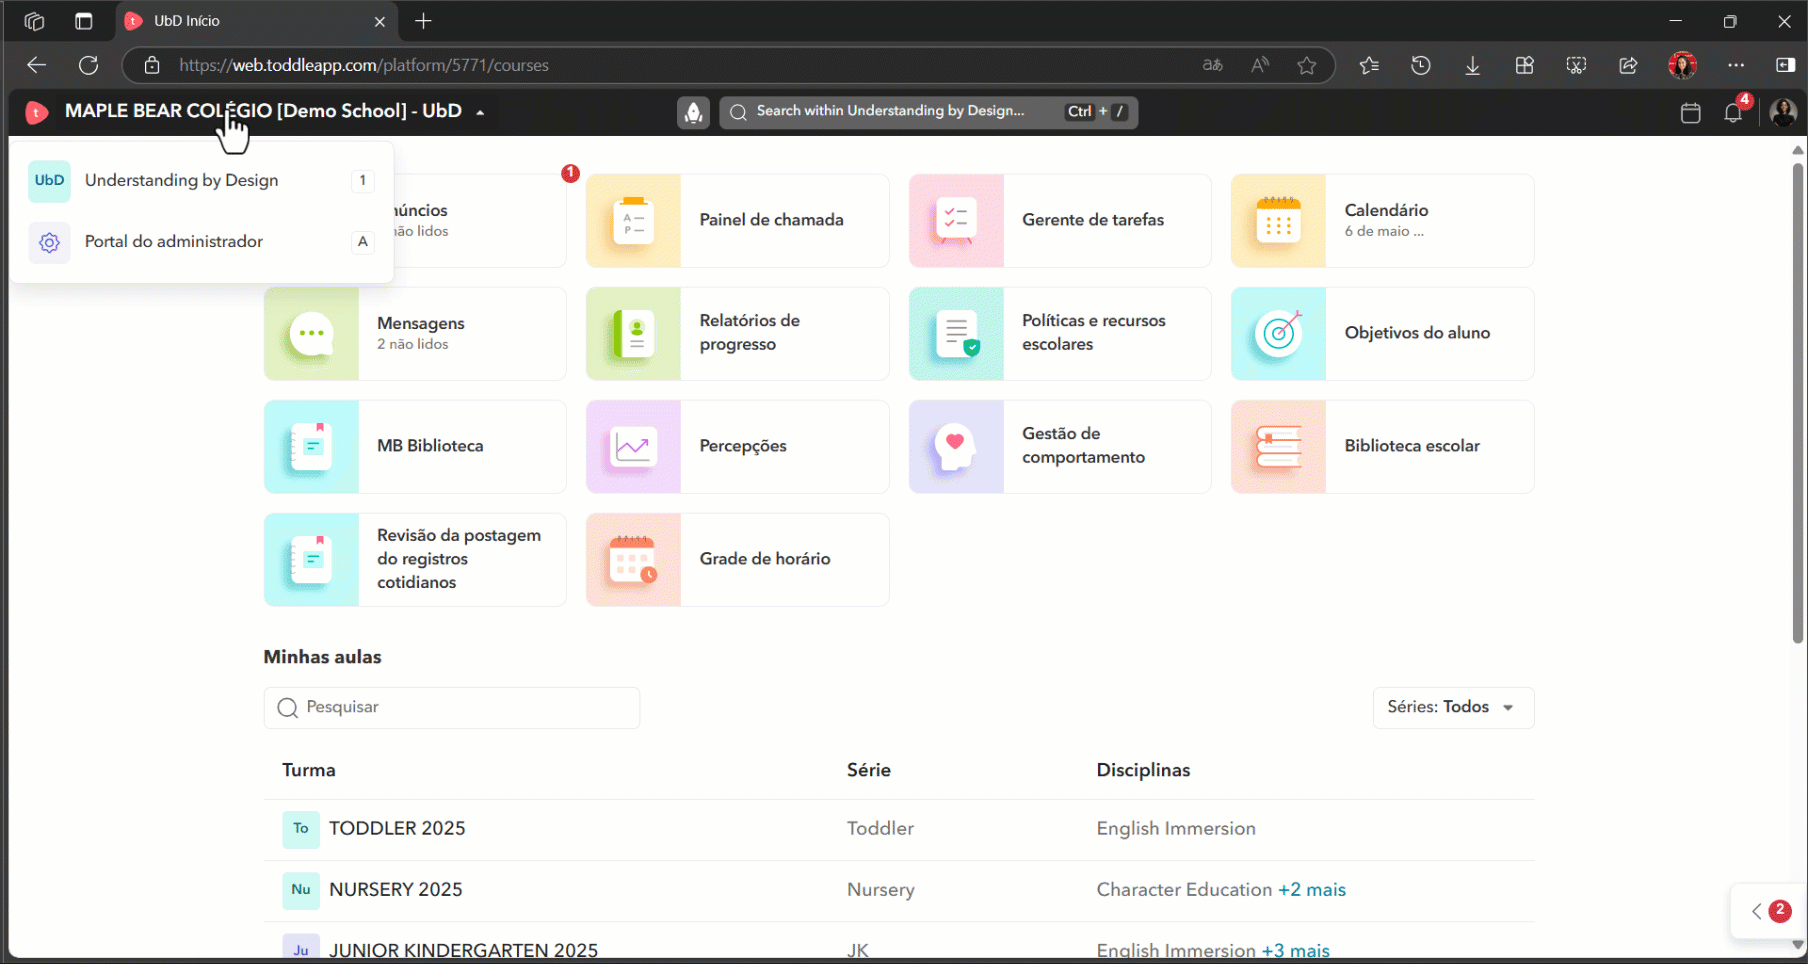 UbD Início
https://web.toddleapp.com/platform/5771/courses
MAPLE BEAR COLÉGIO [Demo School] - UbD
Search within Understanding by Design...
Ctrl + /
4
UbD Understanding by Design 1
Portal do administrador A
núncios
não lidos
1
Painel de chamada
Gerente de tarefas
Calendário
6 de maio ...
Mensagens
2 não lidos
Relatórios de
progresso
Políticas e recursos
escolares
Objetivos do aluno
MB Biblioteca
Percepções
Gestão de
comportamento
Biblioteca escolar
Revisão da postagem
do registros
cotidianos
Grade de horário
Minhas aulas
Pesquisar
Séries: Todos
Turma Série Disciplinas
To TODDLER 2025 Toddler English Immersion
Nu NURSERY 2025 Nursery Character Education +2 mais
Ju JUNIOR KINDERGARTEN 2025 JK English Immersion +3 mais
2